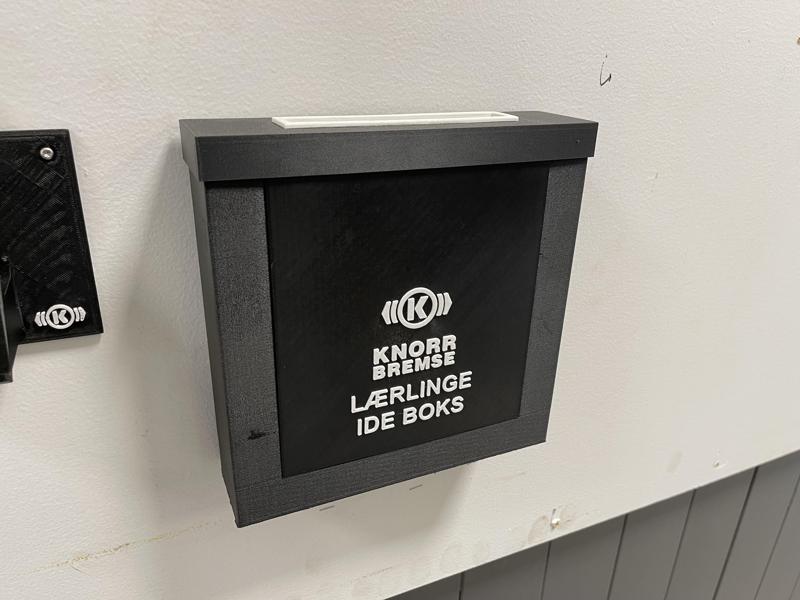 K
KNORR
BREMSE
LÆRLINGE
IDE BOKS
K